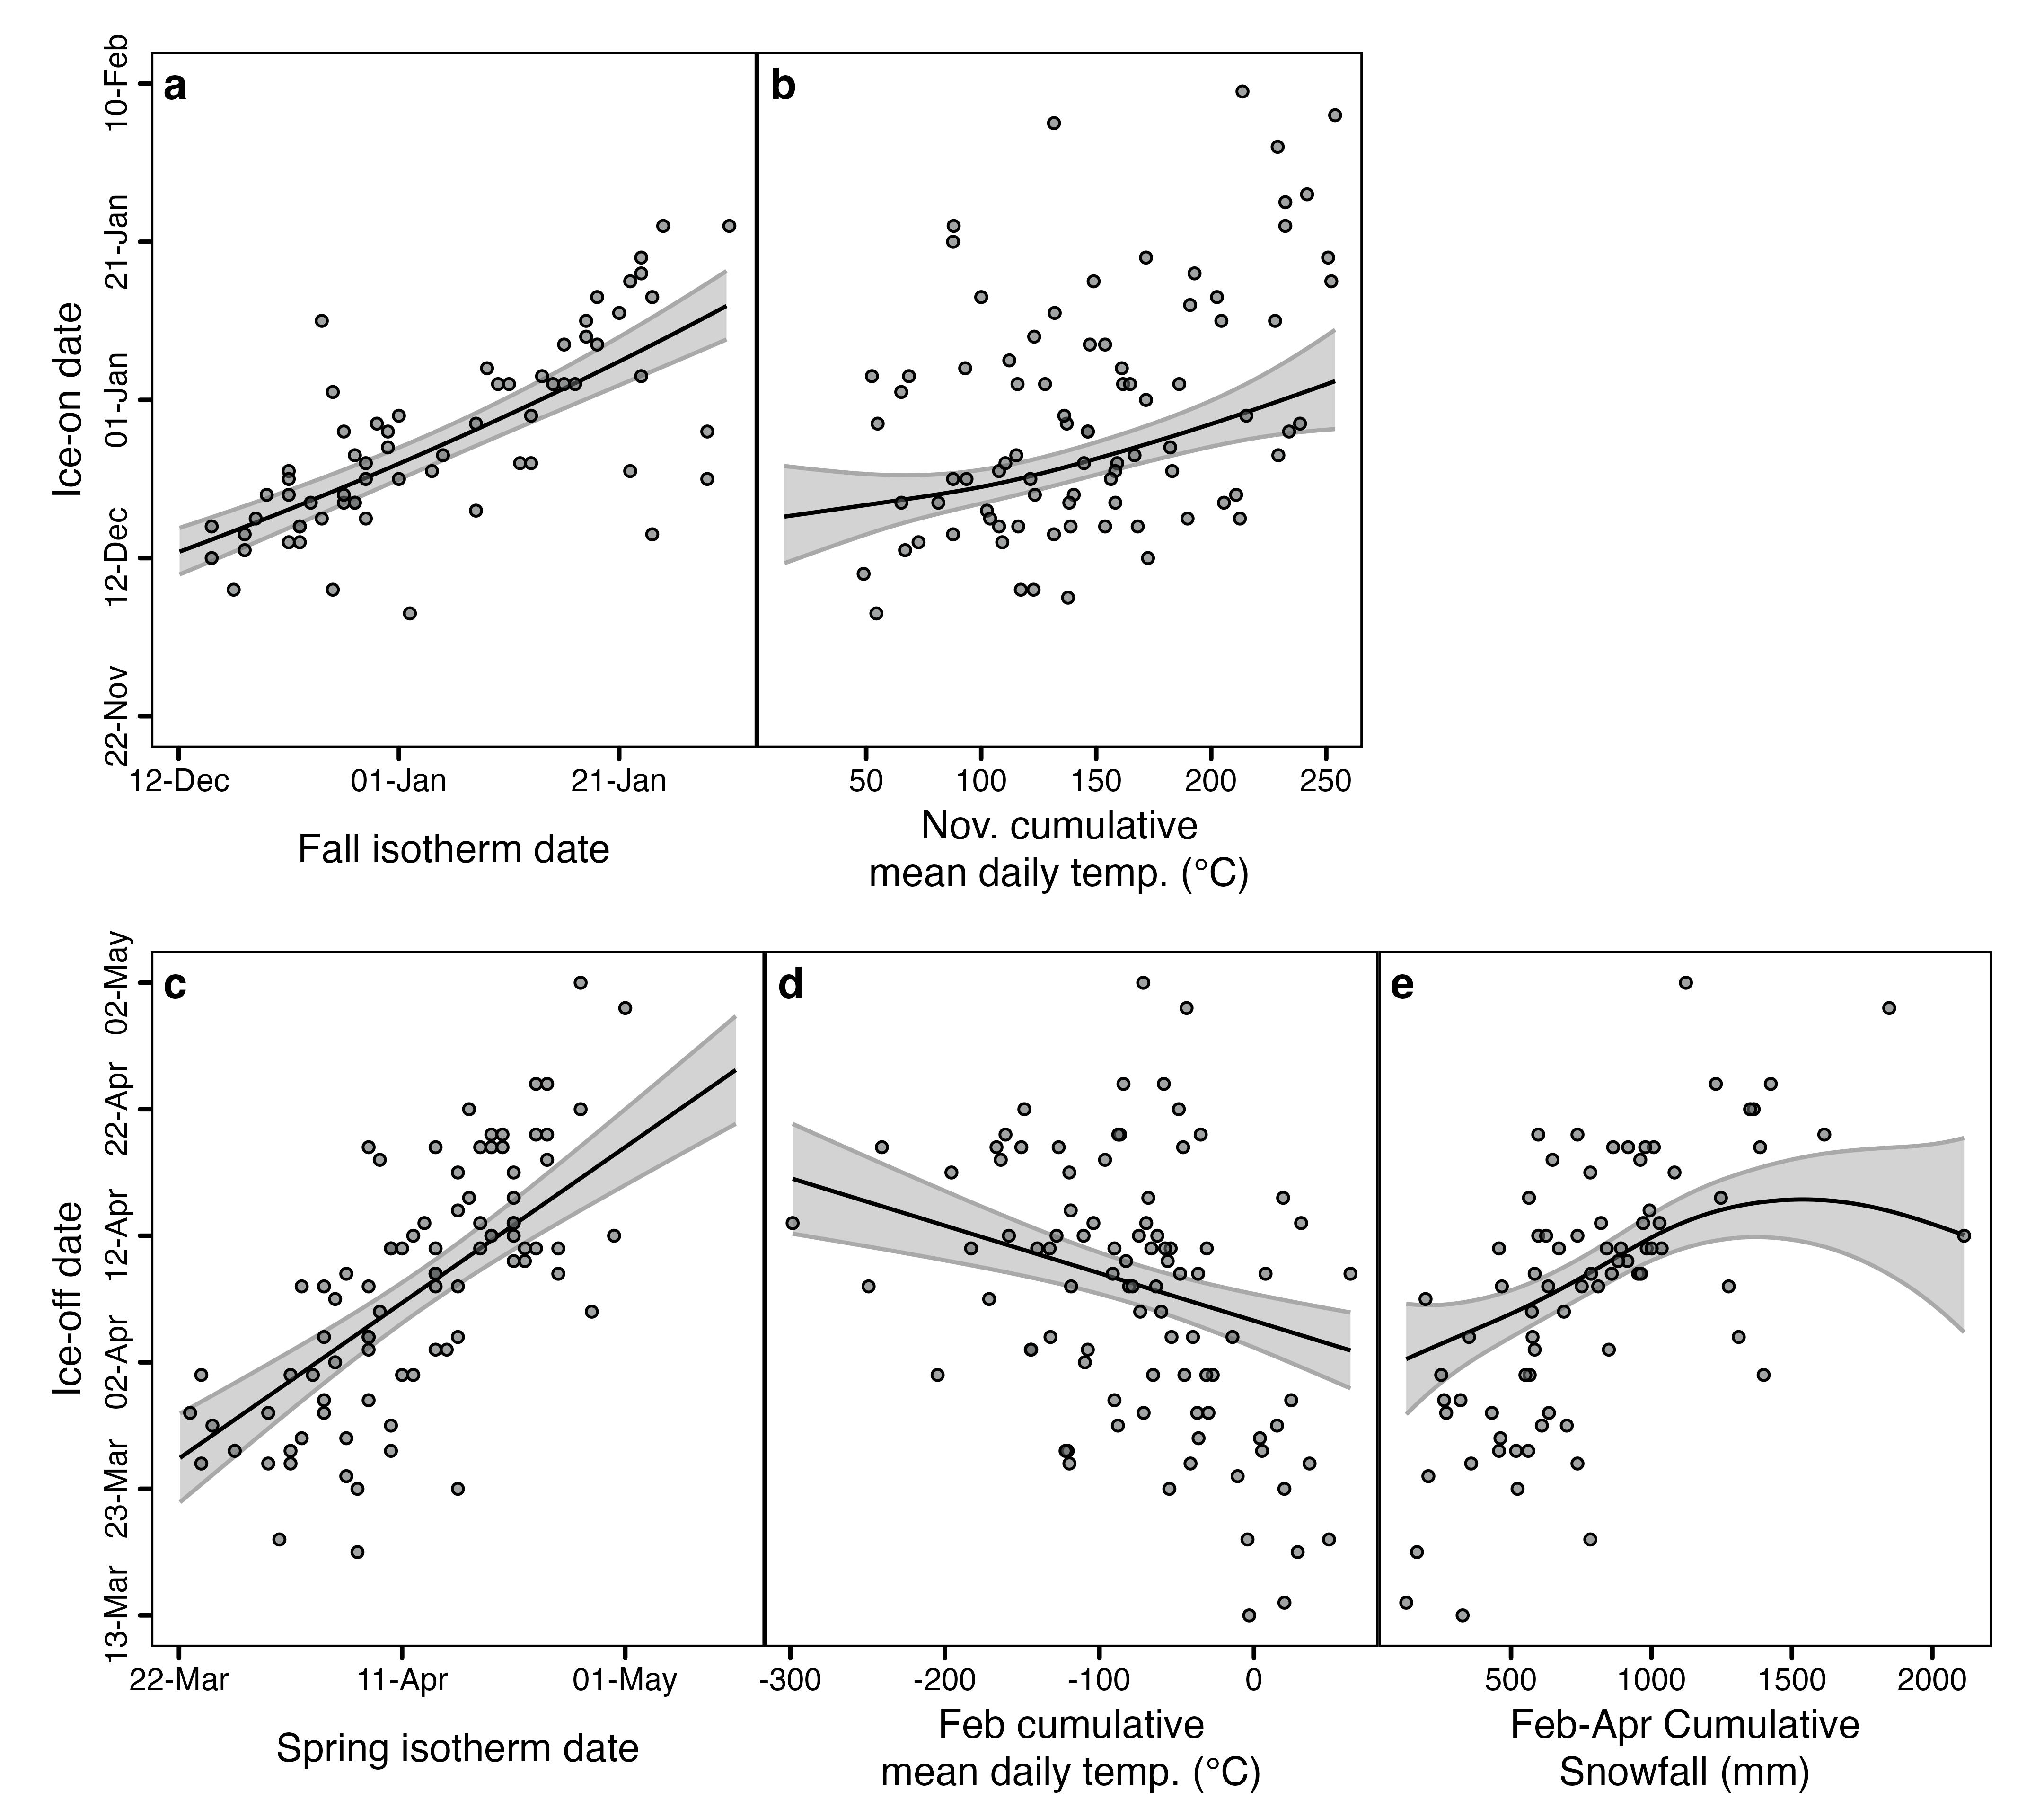 a
b
Ice-on date
10-Feb
21-Jan
01-Jan
12-Dec
22-Nov
12-Dec 01-Jan 21-Jan
50 100 150 200 250
Fall isotherm date
Nov. cumulative
mean daily temp. (°C)
c
d
e
Ice-off date
02-May
22-Apr
12-Apr
02-Apr
23-Mar
13-Mar
22-Mar 11-Apr 01-May
-300 -200 -100 0
500 1000 1500 2000
Spring isotherm date
Feb cumulative
mean daily temp. (°C)
Feb-Apr Cumulative
Snowfall (mm)